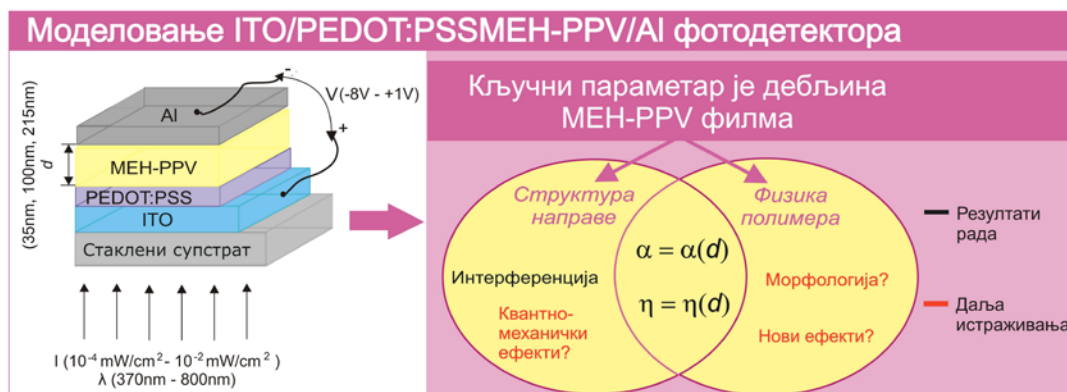 Моделовање ITO/PEDOT:PSSMEH-PPV/Al фотодетектора
(35nm, 100nm, 215nm)
d
Al
MEH-PPV
PEDOT:PSS
ITO
Стаклени супстрат
-
V(-8V - +1V)
+
I (10⁻⁴ mW/cm² - 10⁻² mW/cm² )
λ (370nm - 800nm)
Кључни параметар је дебљина
MEH-PPV филма
Структура
направе
Физика
полимера
Интерференција
Квантно-
механички
ефекти?
α = α(d)
η = η(d)
Морфологија?
Нови ефекти?
Резултати
рада
Даља
истраживања